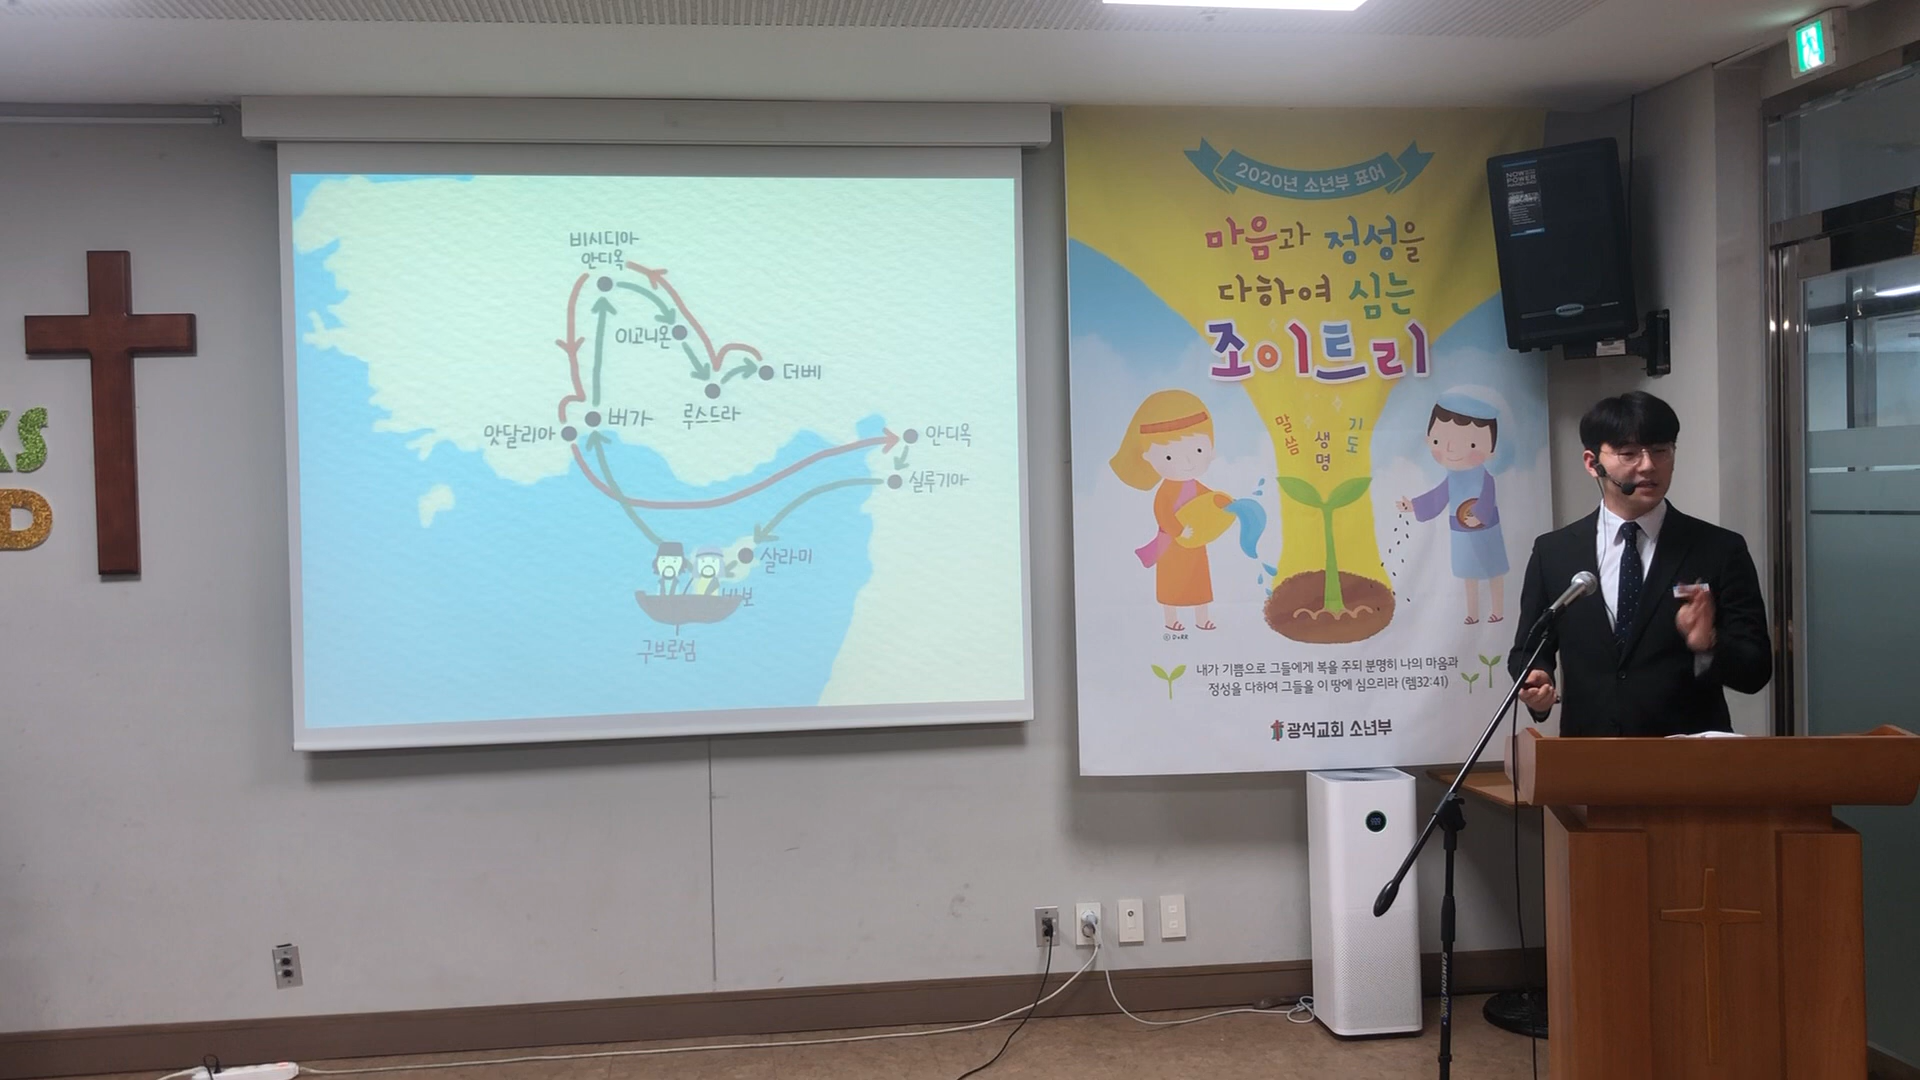 KS
D
비시디아
안디옥
이고니온
더베
루스드라
버가
앗달리아
안디옥
실루기아
살라미
바보
구브로섬
2020년 소년부 표어
마음과 정성을
다하여 심는
조이트리
말씀
생명
기도
내가 기쁨으로 그들에게 복을 주되 분명히 나의 마음과
정성을 다하여 그들을 이 땅에 심으리라 (렘32:41)
광석교회 소년부
SAMSON